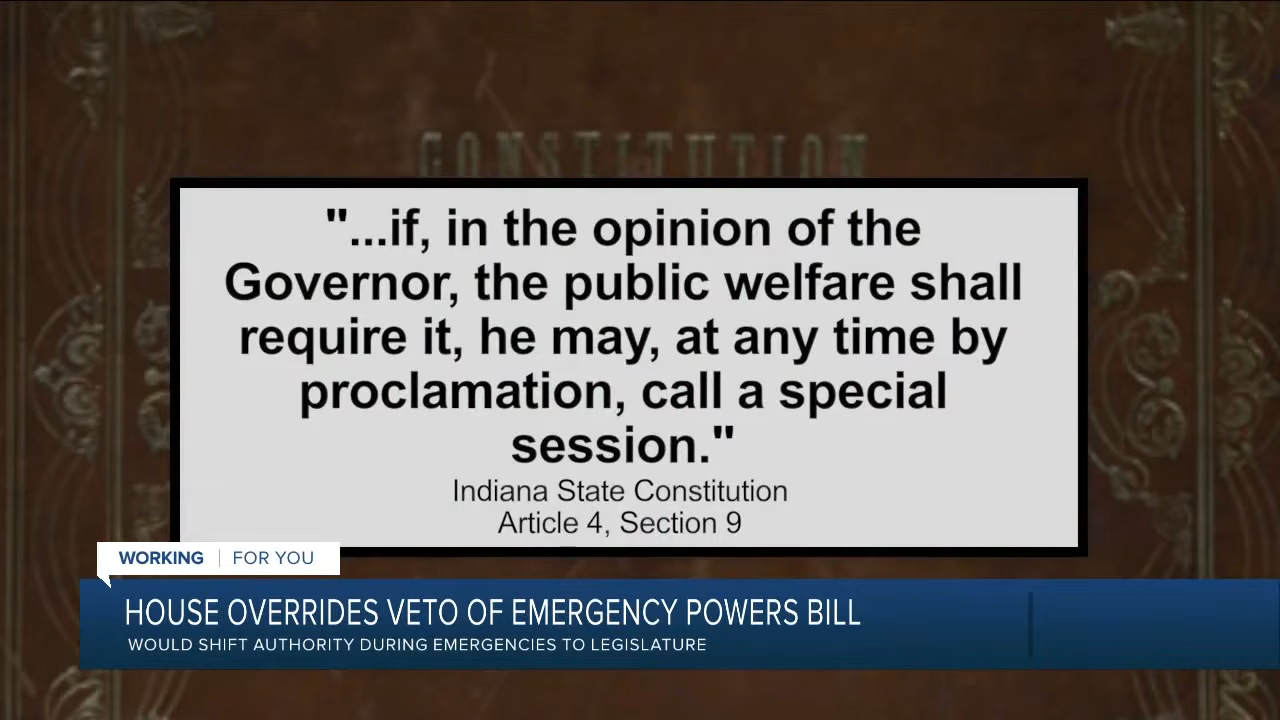 CONSTITUTION
"...if, in the opinion of the
Governor, the public welfare shall
require it, he may, at any time by
proclamation, call a special
session."
Indiana State Constitution
Article 4, Section 9
WORKING | FOR YOU
HOUSE OVERRIDES VETO OF EMERGENCY POWERS BILL
WOULD SHIFT AUTHORITY DURING EMERGENCIES TO LEGISLATURE